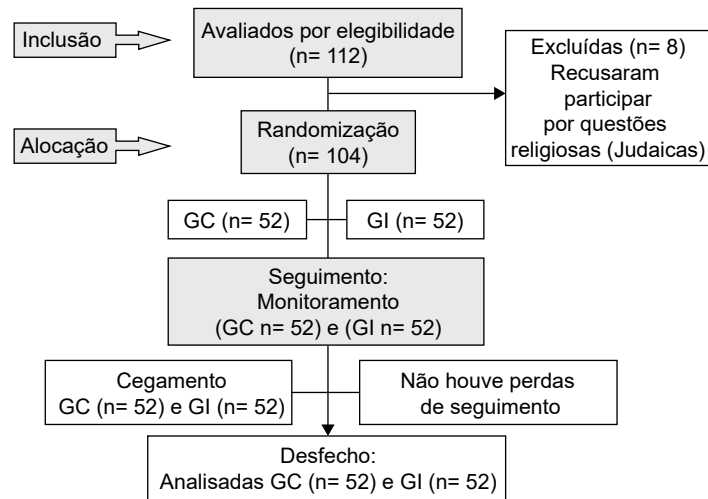 Inclusão
Avaliados por elegibilidade
(n= 112)
Excluídas (n= 8)
Recusaram
participar
por questões
religiosas (Judaicas)
Alocação
Randomização
(n= 104)
GC (n= 52)
GI (n= 52)
Seguimento:
Monitoramento
(GC n= 52) e (GI n= 52)
Cegamento
GC (n= 52) e GI (n= 52)
Não houve perdas
de seguimento
Desfecho:
Analisadas GC (n= 52) e GI (n= 52)